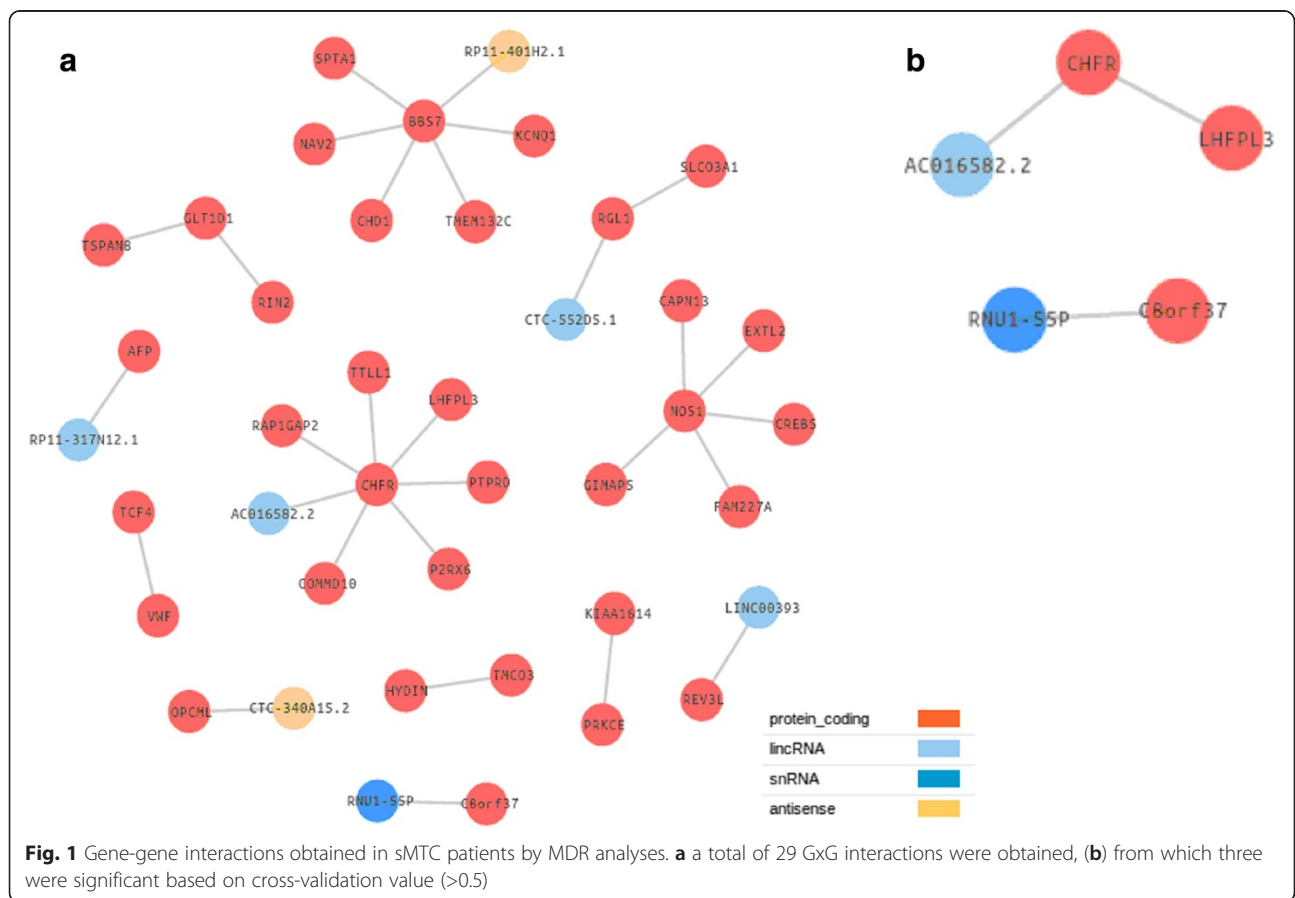 a
b
SPTA1
RP11-401H2.1
BBS7
NAV2
KCNQ1
CHD1
TMEM132C
SLCO3A1
RGL1
CTC-552D5.1
GLT1D1
TSPAN8
RIN2
CHFR
LHFPL3
AC016582.2
RNU1-55P
C8orf37
AFP
RP11-317N12.1
CAPN13
EXTL2
NOS1
CREB5
GIMAP5
FAM227A
TTLL1
LHFPL3
RAP1GAP2
CHFR
PTPRD
AC016582.2
COMMD10
P2RX6
TCF4
VWF
KIAA1614
PRKCE
LINC00393
REV3L
HYDIN
TMCO3
OPCML
CTC-340A15.2
RNU1-55P
C8orf37
protein_coding
lincRNA
snRNA
antisense
Fig. 1 Gene-gene interactions obtained in sMTC patients by MDR analyses. a a total of 29 GxG interactions were obtained, (b) from which three
were significant based on cross-validation value (>0.5)